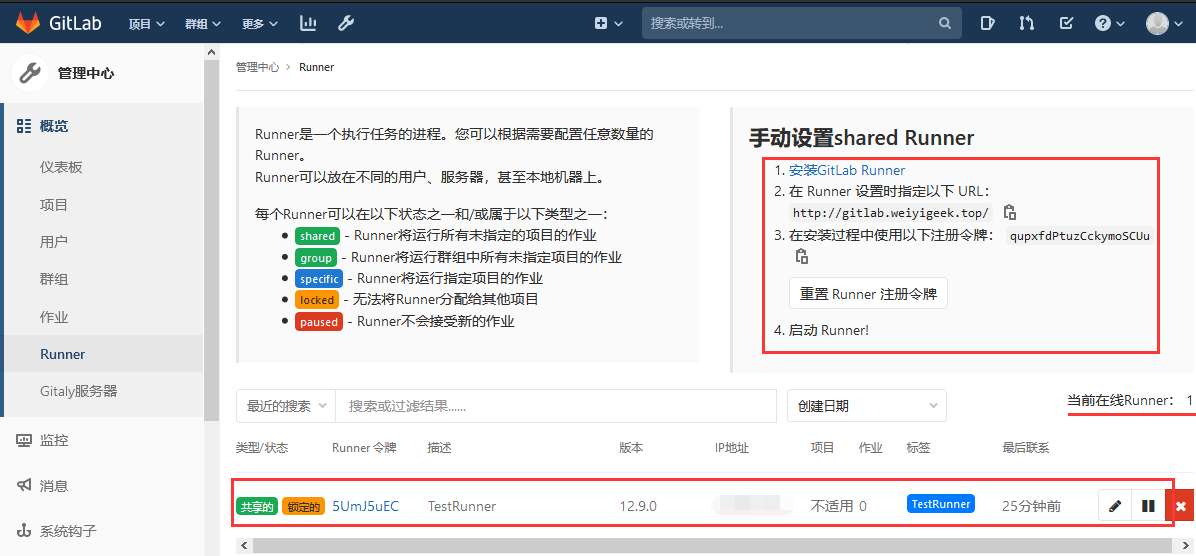 GitLab 项目 群组 更多 搜索或转到...
管理中心
概览
仪表板
项目
用户
群组
作业
Runner
Gitaly服务器
监控
消息
系统钩子
管理中心 > Runner
Runner是一个执行任务的进程。您可以根据需要配置任意数量的
Runner。
Runner可以放在不同的用户、服务器，甚至本地机器上。
每个Runner可以在以下状态之一和/或属于以下类型之一：
shared - Runner将运行所有未指定的项目的作业
group - Runner将运行群组中所有未指定项目的作业
specific - Runner将运行指定项目的作业
locked - 无法将Runner分配给其他项目
paused - Runner不会接受新的作业
手动设置shared Runner
1. 安装GitLab Runner
2. 在 Runner 设置时指定以下 URL：
http://gitlab.weiyigeek.top/
3. 在安装过程中使用以下注册令牌： qupxfdPtuzCckymoSCUu
重置 Runner 注册令牌
4. 启动 Runner!
最近的搜索 搜索或过滤结果...... 创建日期 当前在线Runner： 1
类型/状态 Runner 令牌 描述 版本 IP地址 项目 作业 标签 最后联系
共享的 锁定的 5UmJ5uEC TestRunner 12.9.0 不适用 0 TestRunner 25分钟前